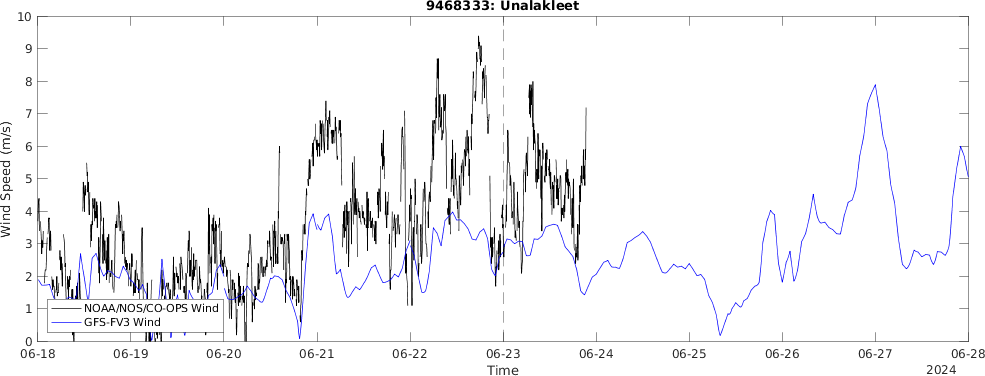 9468333: Unalakleet
10
9
8
7
6
5
4
3
2
1
0
Wind Speed (m/s)
NOAA/NOS/CO-OPS Wind
GFS-FV3 Wind
06-18 06-19 06-20 06-21 06-22 06-23 06-24 06-25 06-26 06-27 06-28
Time
2024